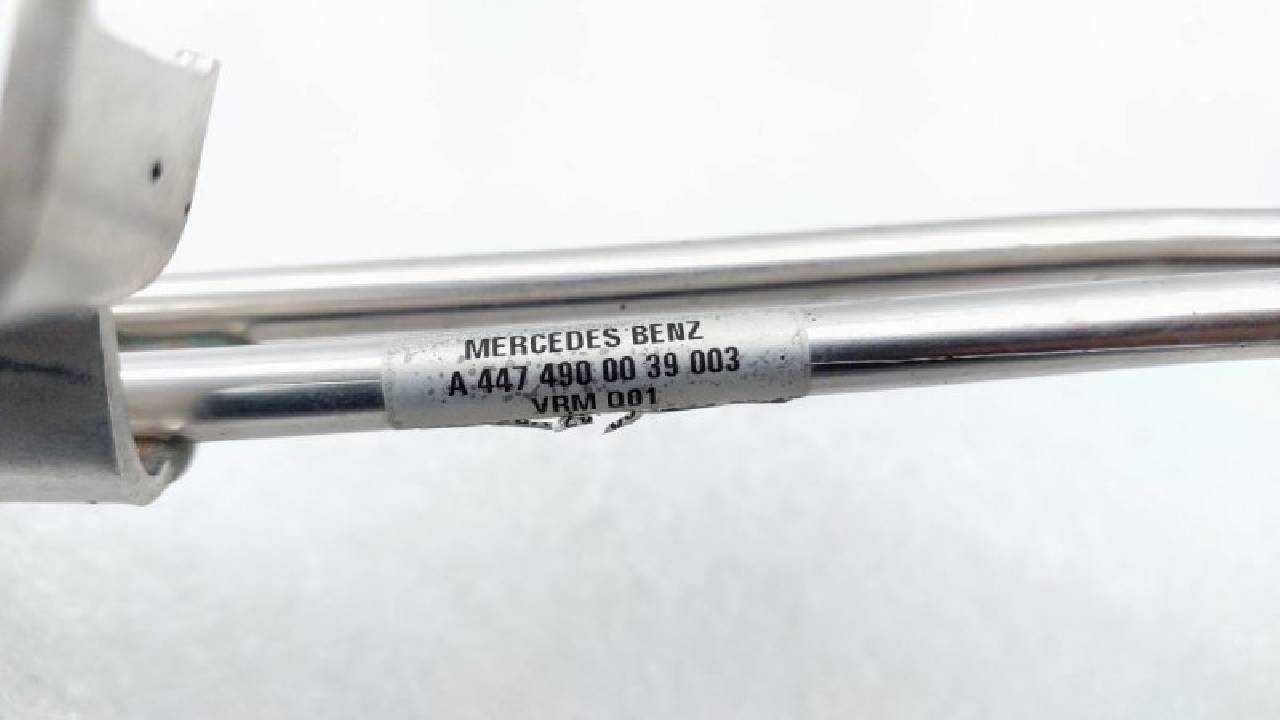 MERCEDES BENZ
A 447 490 00 39 003
VRM 001